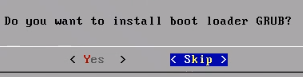 Do you want to install boot loader GRUB?
< Yes > < Skip >